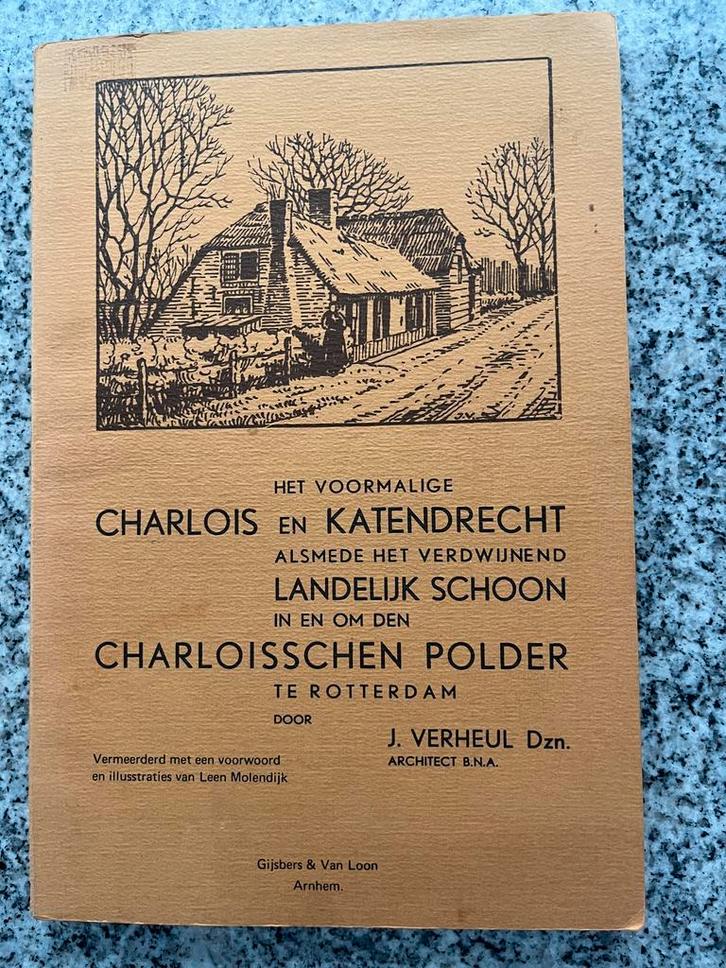 HET VOORMALIGE
CHARLOIS EN KATENDRECHT
ALSMEDE HET VERDWIJNEND
LANDELIJK SCHOON
IN EN OM DEN
CHARLOISSCHEN POLDER
TE ROTTERDAM
DOOR
J. VERHEUL Dzn.
ARCHITECT B.N.A.
Vermeerderd met een voorwoord
en illusstraties van Leen Molendijk
Gijsbers & Van Loon
Arnhem.